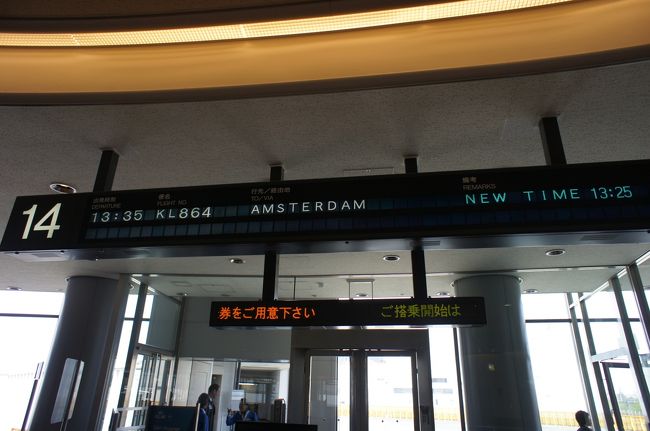 14
出発時刻 便名 行先／経由地 備考
DEPARTURE FLIGHT NO. TO/VIA REMARKS
13:35 KL864 AMSTERDAM NEW TIME 13:25
券をご用意下さい ご搭乗開始は